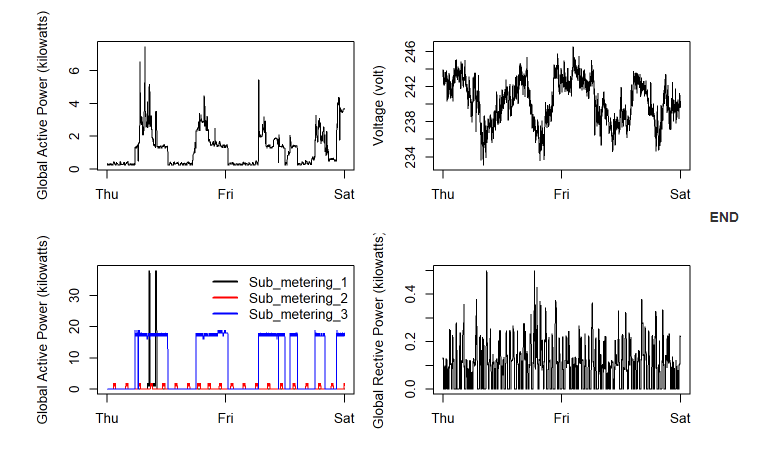 Global Active Power (kilowatts)
6
4
2
0
Thu
Fri
Sat
Voltage (volt)
246
242
238
234
Thu
Fri
Sat
END
Global Active Power (kilowatts)
30
20
10
0
Sub_metering_1
Sub_metering_2
Sub_metering_3
Thu
Fri
Sat
Global Rective Power (kilowatts)
0.4
0.2
0.0
Thu
Fri
Sat